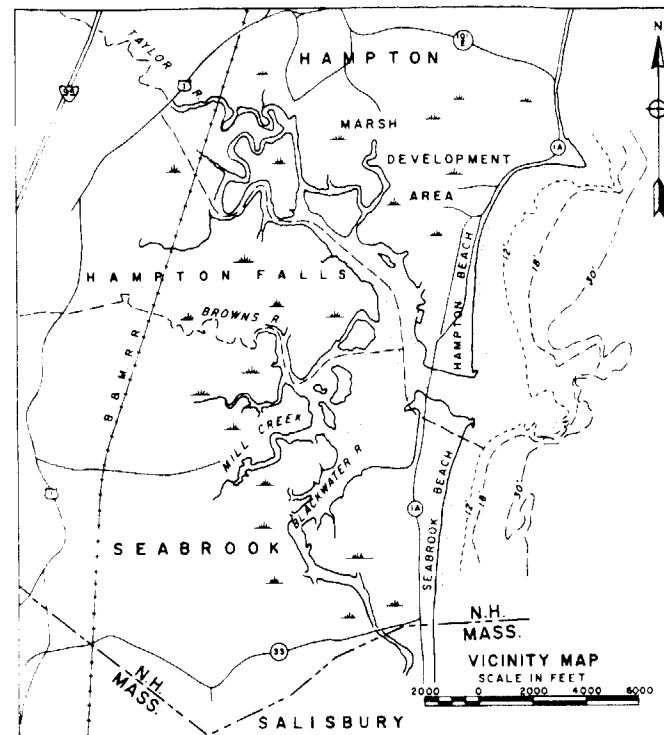 N
HAMPTON
101 E
TAYLOR R.
1
95
MARSH
DEVELOPMENT
AREA
1A
12'
18'
30'
HAMPTON BEACH
HAMPTON FALLS
BROWNS R
B&MRR
MILL CREEK
BLACKWATER R
1
1A
SEABROOK BEACH
12'
18'
30'
SEABROOK
N.H.
MASS.
33
N.H.
MASS.
SALISBURY
VICINITY MAP
SCALE IN FEET
2000 0 2000 4000 6000